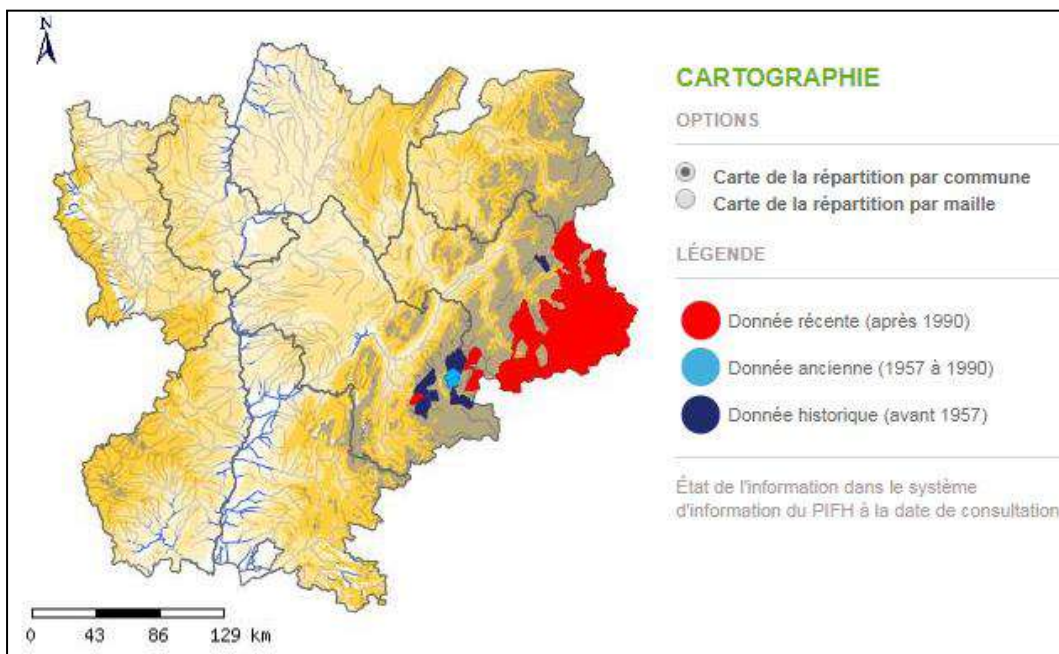 N
CARTOGRAPHIE
OPTIONS
Carte de la répartition par commune
Carte de la répartition par maille
LÉGENDE
Donnée récente (après 1990)
Donnée ancienne (1957 à 1990)
Donnée historique (avant 1957)
État de l'information dans le système
d'information du PIFH à la date de consultation
0 43 86 129 km